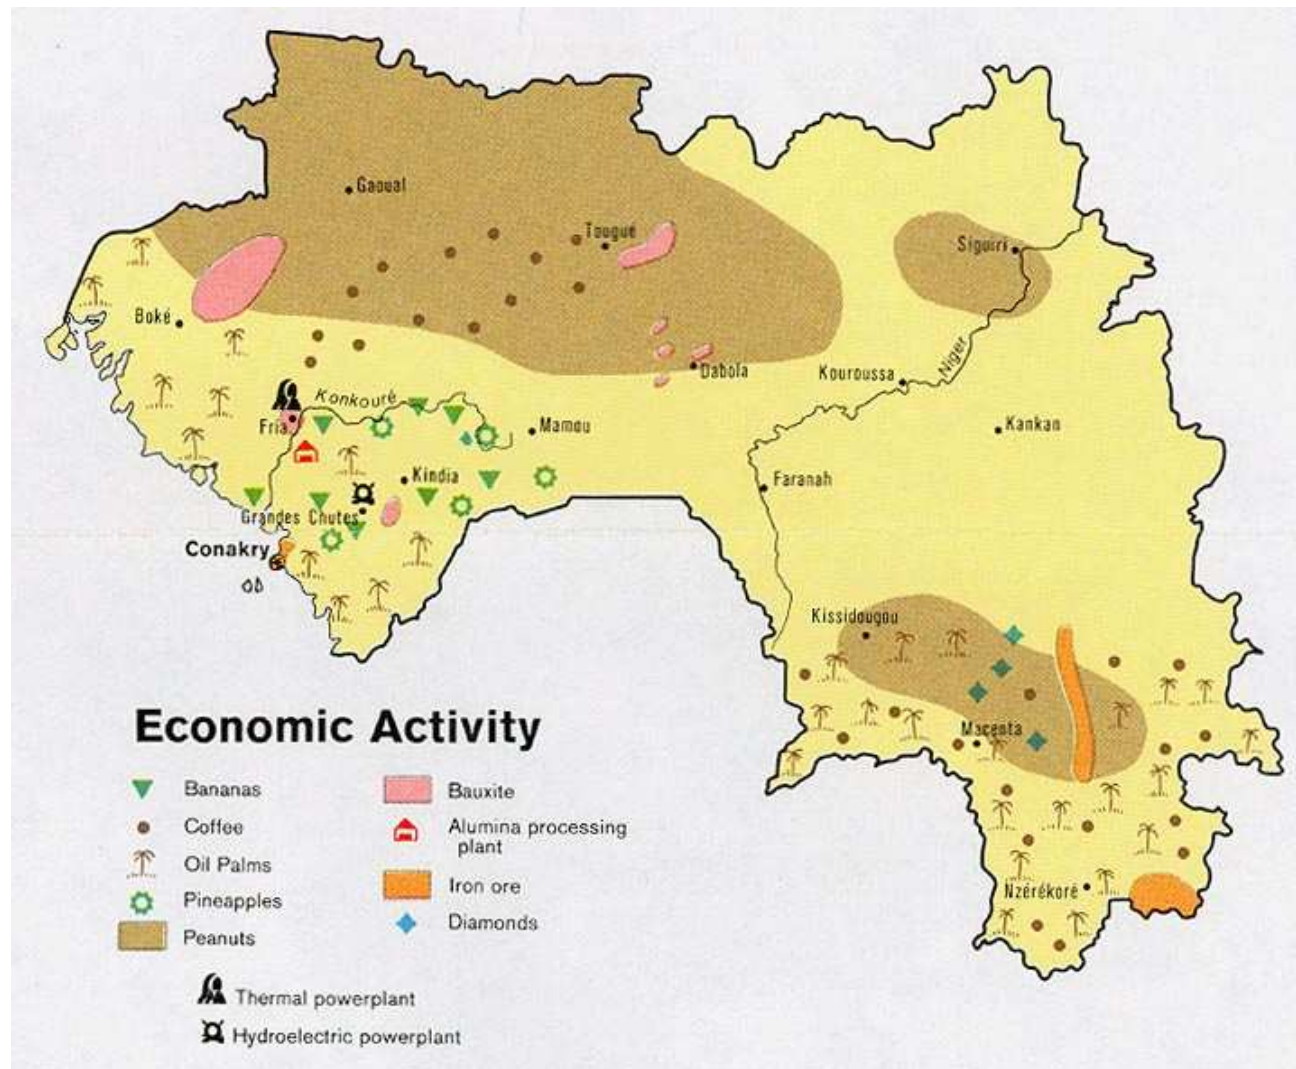 Gaoual
Tougué
Siguiri
Boké
Dabola
Kouroussa
Niger
Konkouré
Fria
Mamou
Kankan
Kindia
Faranah
Grandes Chutes
Conakry
Kissidougou
Macenta
Nzérékoré
Economic Activity
Bananas
Coffee
Oil Palms
Pineapples
Peanuts
Bauxite
Alumina processing
plant
Iron ore
Diamonds
Thermal powerplant
Hydroelectric powerplant